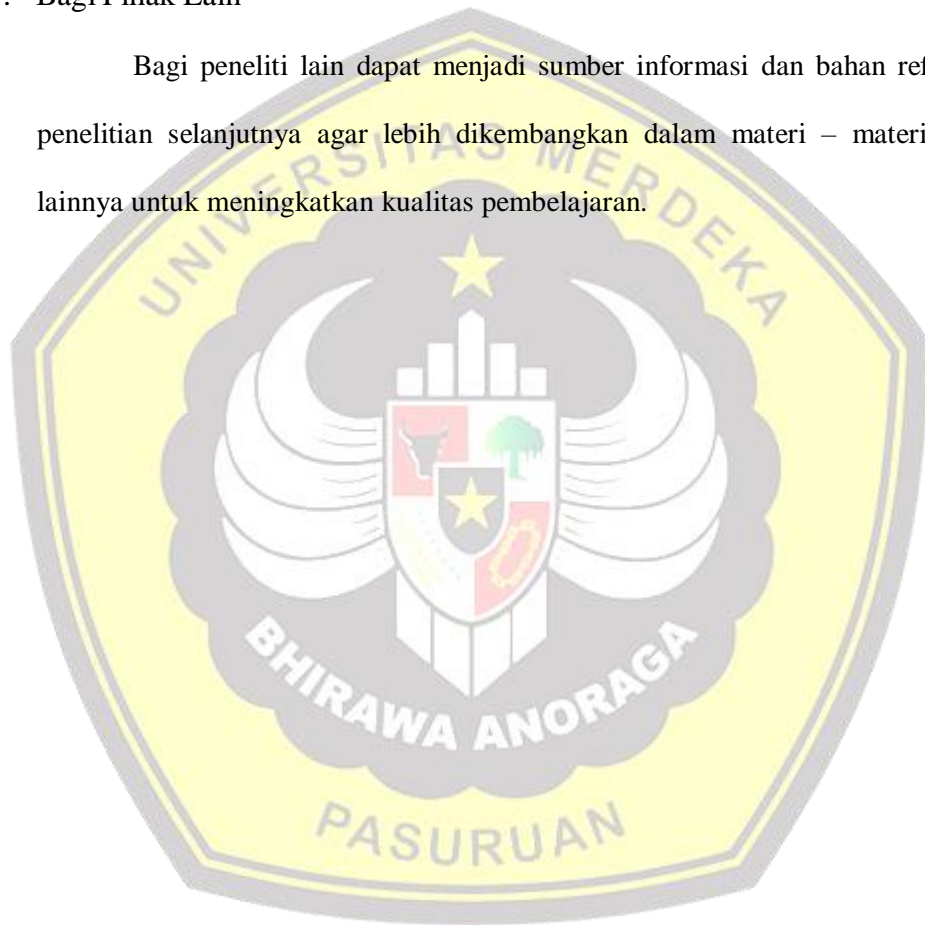 . Bagi Pihak Lain
Bagi peneliti lain dapat menjadi sumber informasi dan bahan
penelitian selanjutnya agar lebih dikembangkan dalam materi – materi
lainnya untuk meningkatkan kualitas pembelajaran.
UNIVERSITAS MERDEKA
BHIRAWA ANORAGA
PASURUAN